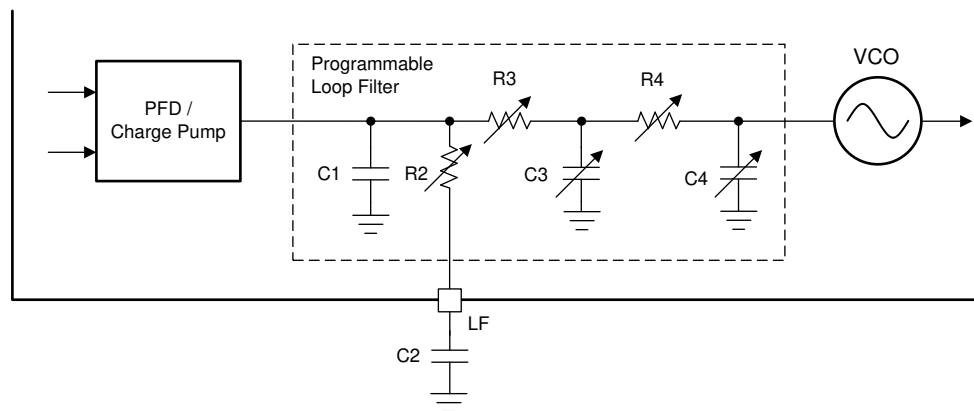 Programmable
Loop Filter
R3
R4
VCO
PFD /
Charge Pump
C1
R2
C3
C4
LF
C2